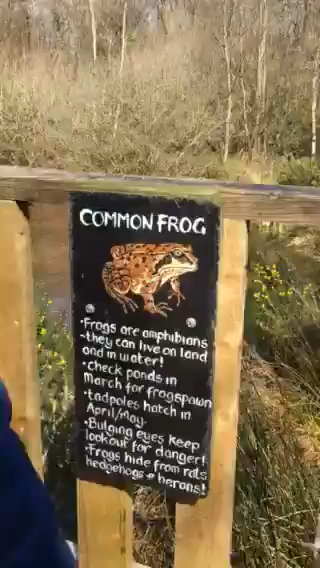 COMMON FROG
•Frogs are amphibians
-they can live on land
and in water!
•check ponds in
March for frogspawn
•tadpoles hatch in
April/May.
•Bulging eyes keep
lookout for danger!
•Frogs hide from rats
hedgehogs & herons!